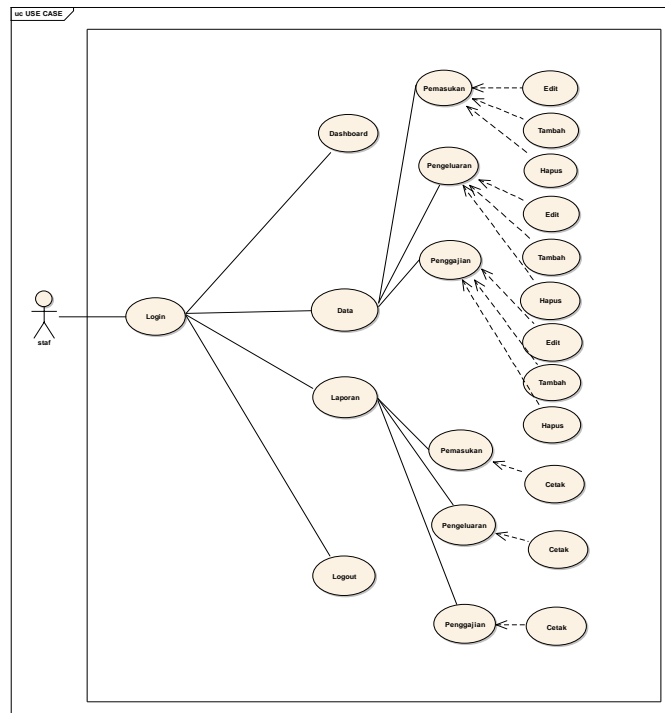 uc USE CASE
Pemasukan
Edit
Tambah
Hapus
Dashboard
Pengeluaran
Edit
Tambah
Hapus
Penggajian
Edit
Tambah
Hapus
staf
Login
Data
Laporan
Pemasukan
Cetak
Pengeluaran
Cetak
Logout
Penggajian
Cetak